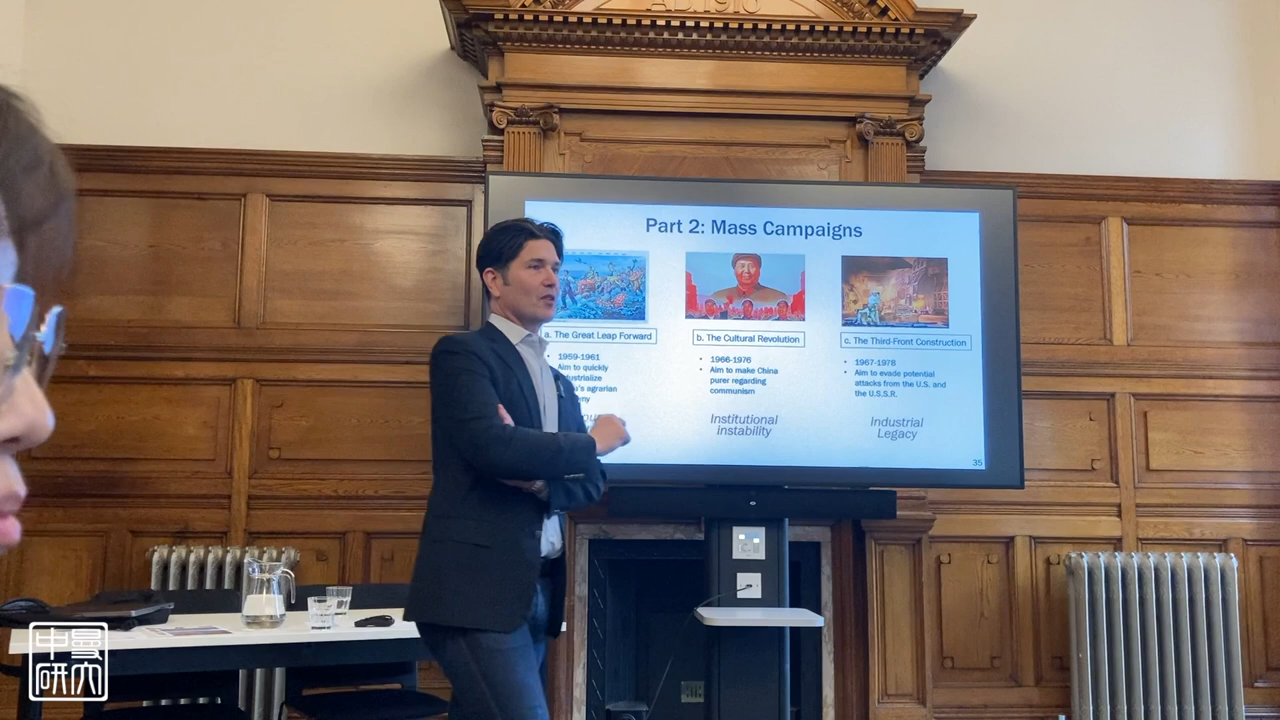 A.D. 1910
Part 2: Mass Campaigns
a. The Great Leap Forward
• 1959-1961
Aim to quickly
b. The Cultural Revolution
• 1966-1976
• Aim to make China
purer regarding
communism
Institutional
instability
c. The Third-Front Construction
• 1967-1978
• Aim to evade potential
attacks from the U.S. and
the U.S.S.R.
Industrial
Legacy
35
中曼
研大